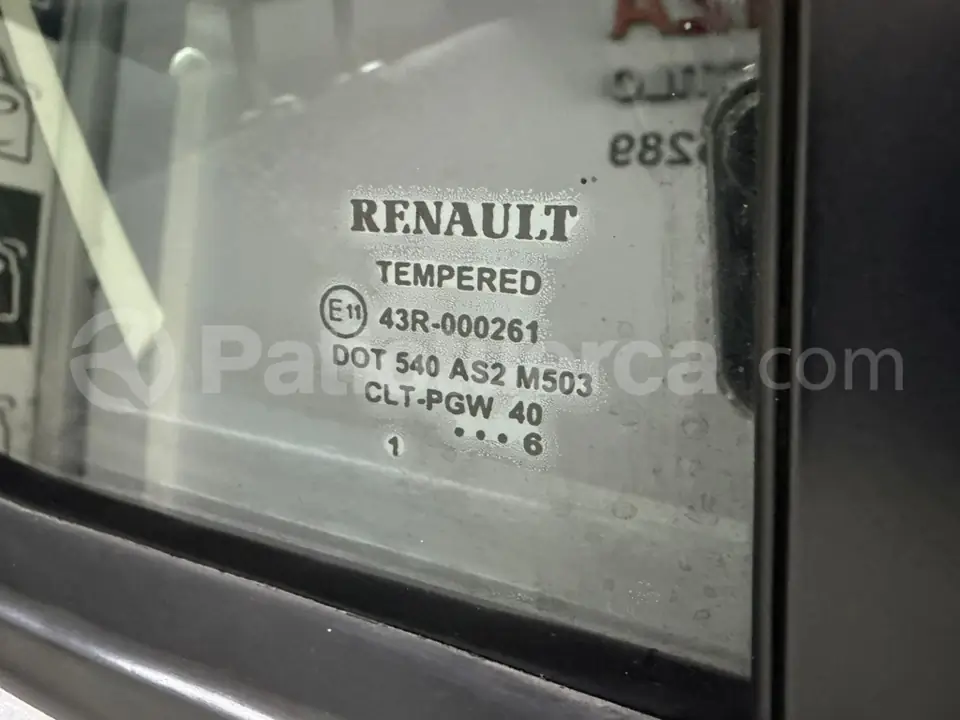 RENAULT
TEMPERED
E11 43R-000261
DOT 540 AS2 M503
CLT-PGW 40
1 •••6